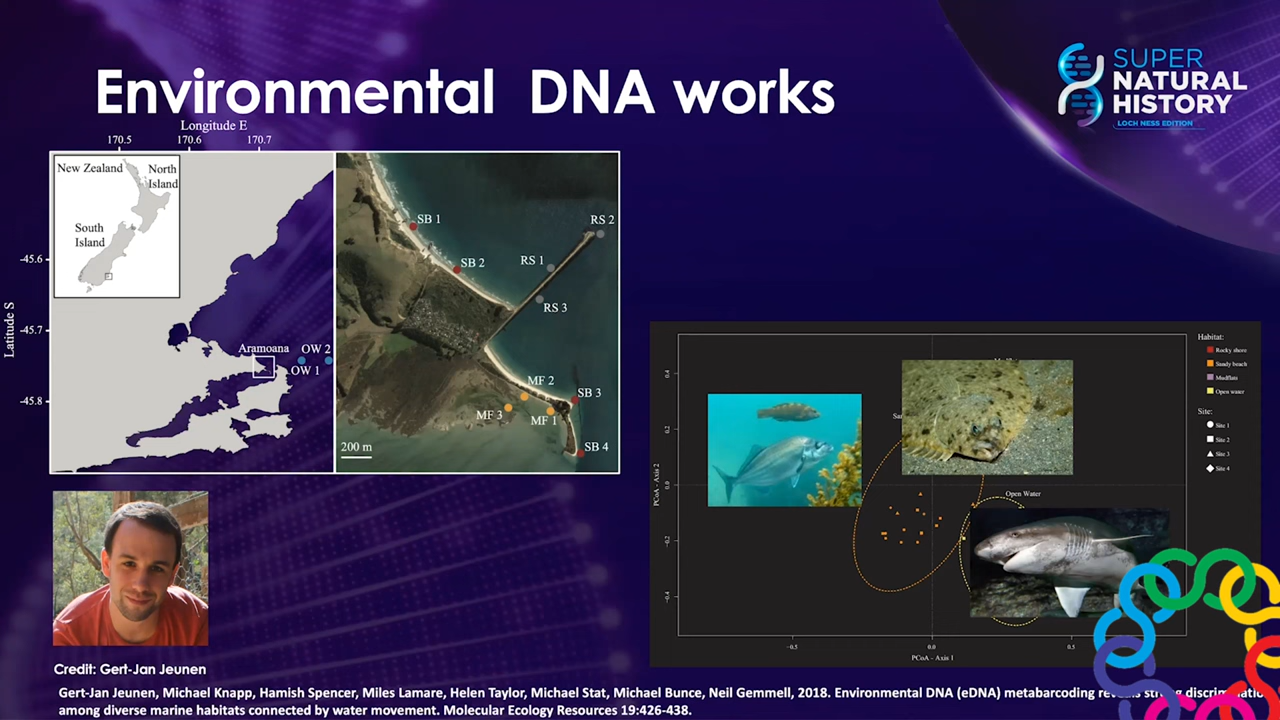 Environmental DNA works
SUPER
NATURAL
HISTORY
LOCH NESS EDITION
Longitude E
170.5 170.6 170.7
Latitude S
-45.6
-45.7
-45.8
New Zealand
North
Island
South
Island
Aramoana
OW 2
OW 1
SB 1
SB 2
RS 2
RS 1
RS 3
MF 2
MF 3
MF 1
SB 3
SB 4
200 m
Habitat:
Rocky shore
Sandy beach
Mudflats
Open water
Site:
Site 1
Site 2
Site 3
Site 4
Open Water
PCoA - Axis 2
0.4
0.2
0.0
-0.2
-0.4
-0.5 0.0 0.5
PCoA - Axis 1
Credit: Gert-Jan Jeunen
Gert-Jan Jeunen, Michael Knapp, Hamish Spencer, Miles Lamare, Helen Taylor, Michael Stat, Michael Bunce, Neil Gemmell, 2018. Environmental DNA (eDNA) metabarcoding
among diverse marine habitats connected by water movement. Molecular Ecology Resources 19:426-438.